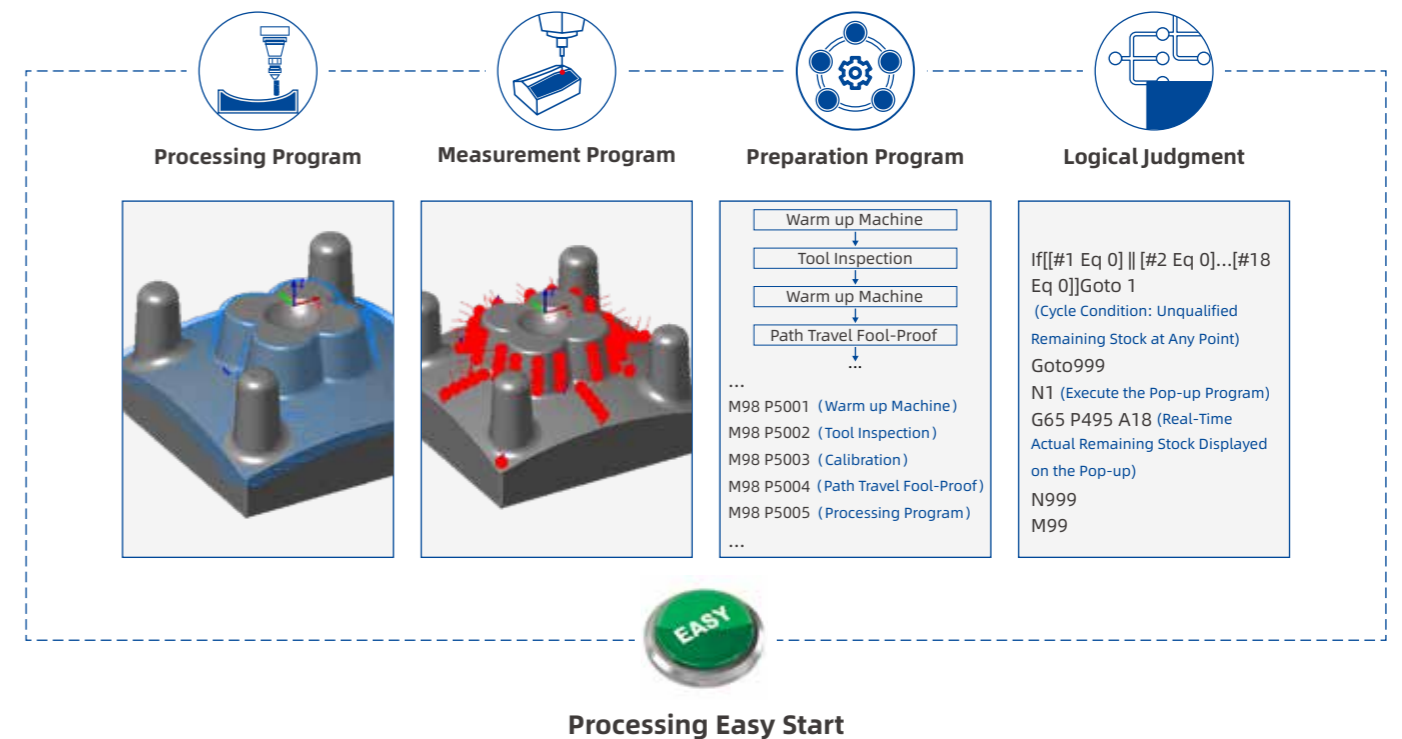 Processing Program
Measurement Program
Preparation Program
Logical Judgment
Warm up Machine
Tool Inspection
Warm up Machine
Path Travel Fool-Proof
...
...
M98 P5001 (Warm up Machine)
M98 P5002 (Tool Inspection)
M98 P5003 (Calibration)
M98 P5004 (Path Travel Fool-Proof)
M98 P5005 (Processing Program)
...
If[[#1 Eq 0] || [#2 Eq 0]...[#18
Eq 0]]Goto 1
(Cycle Condition: Unqualified
Remaining Stock at Any Point)
Goto999
N1 (Execute the Pop-up Program)
G65 P495 A18 (Real-Time
Actual Remaining Stock Displayed
on the Pop-up)
N999
M99
EASY
Processing Easy Start